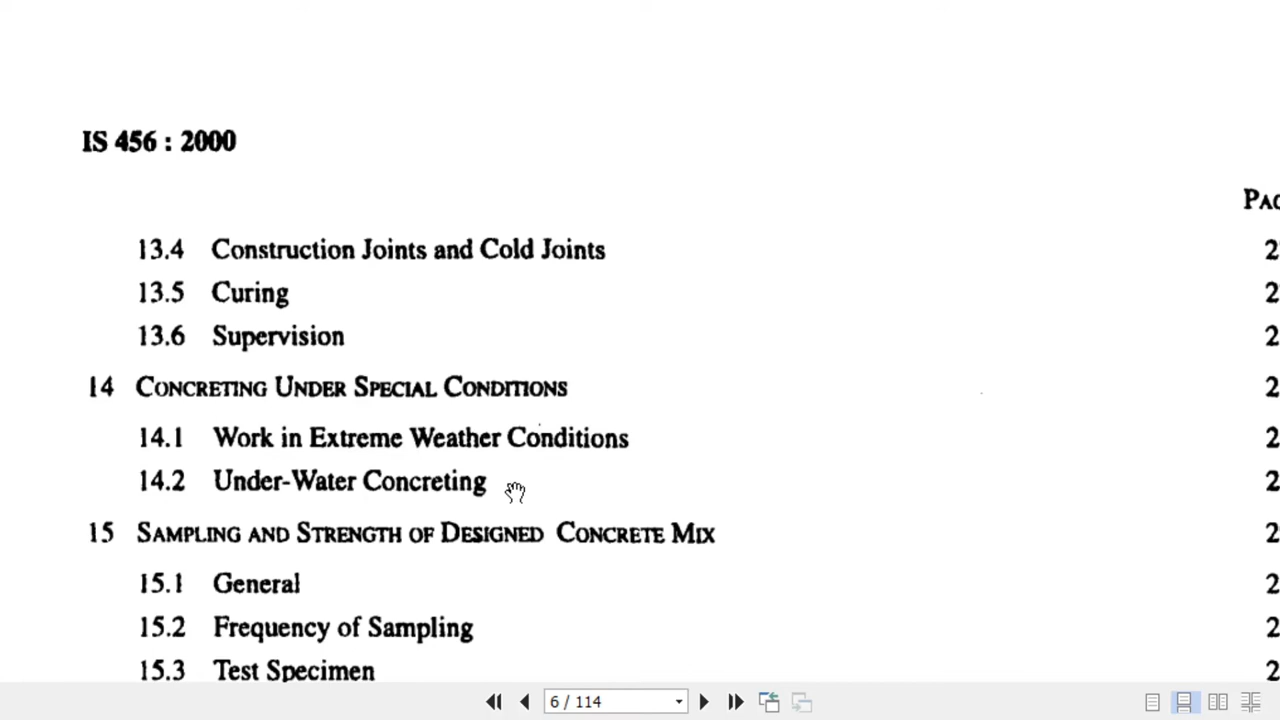 IS 456 : 2000
13.4 Construction Joints and Cold Joints
13.5 Curing
13.6 Supervision
14 CONCRETING UNDER SPECIAL CONDITIONS
14.1 Work in Extreme Weather Conditions
14.2 Under-Water Concreting
15 SAMPLING AND STRENGTH OF DESIGNED CONCRETE MIX
15.1 General
15.2 Frequency of Sampling
15.3 Test Specimen
6 / 114